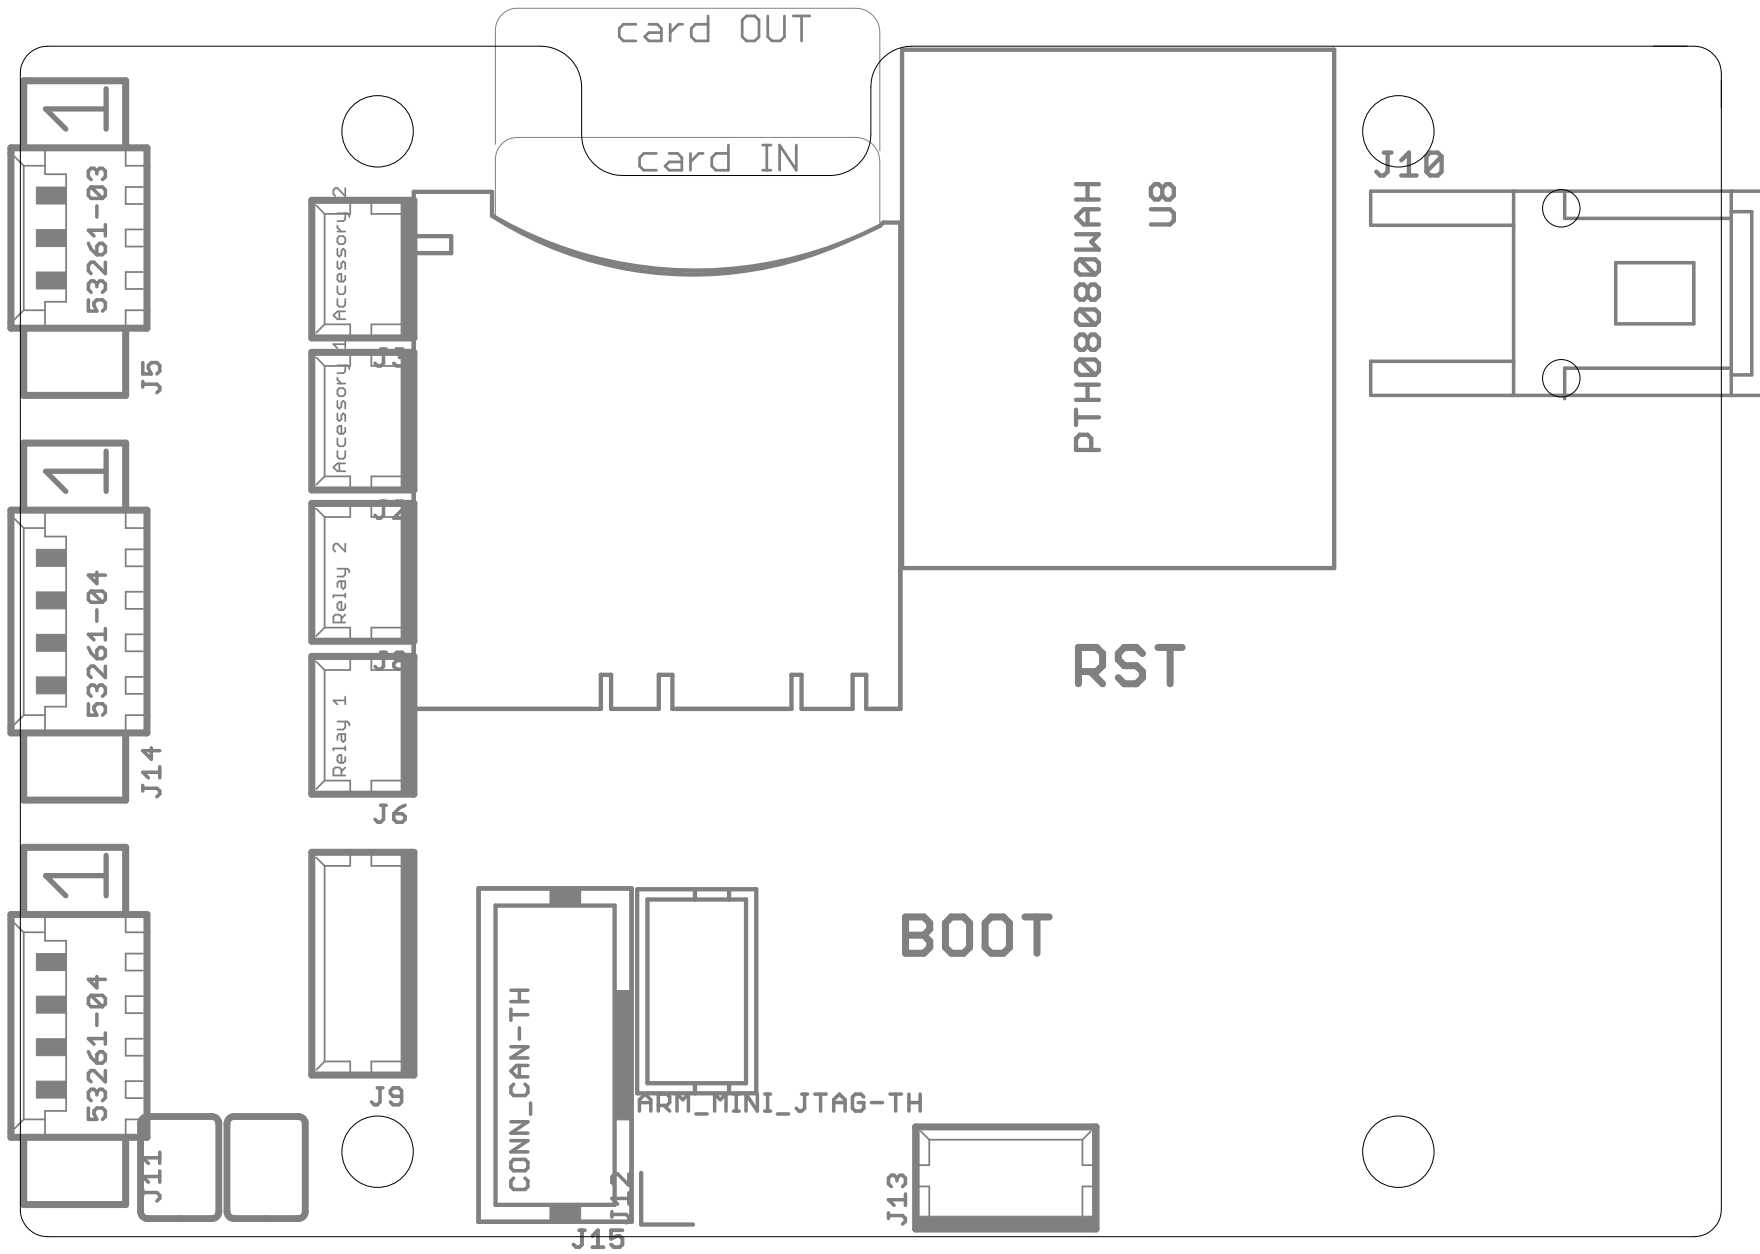 card OUT
card IN
1
53261-03
J5
Accessory 2
J3
Accessory 1
J2
Relay 2
J8
Relay 1
J6
PTH08080WAH
U8
J10
1
53261-04
J14
RST
BOOT
1
53261-04
J11
J9
CONN_CAN-TH
ARM_MINI_JTAG-TH
J12
J15
J13